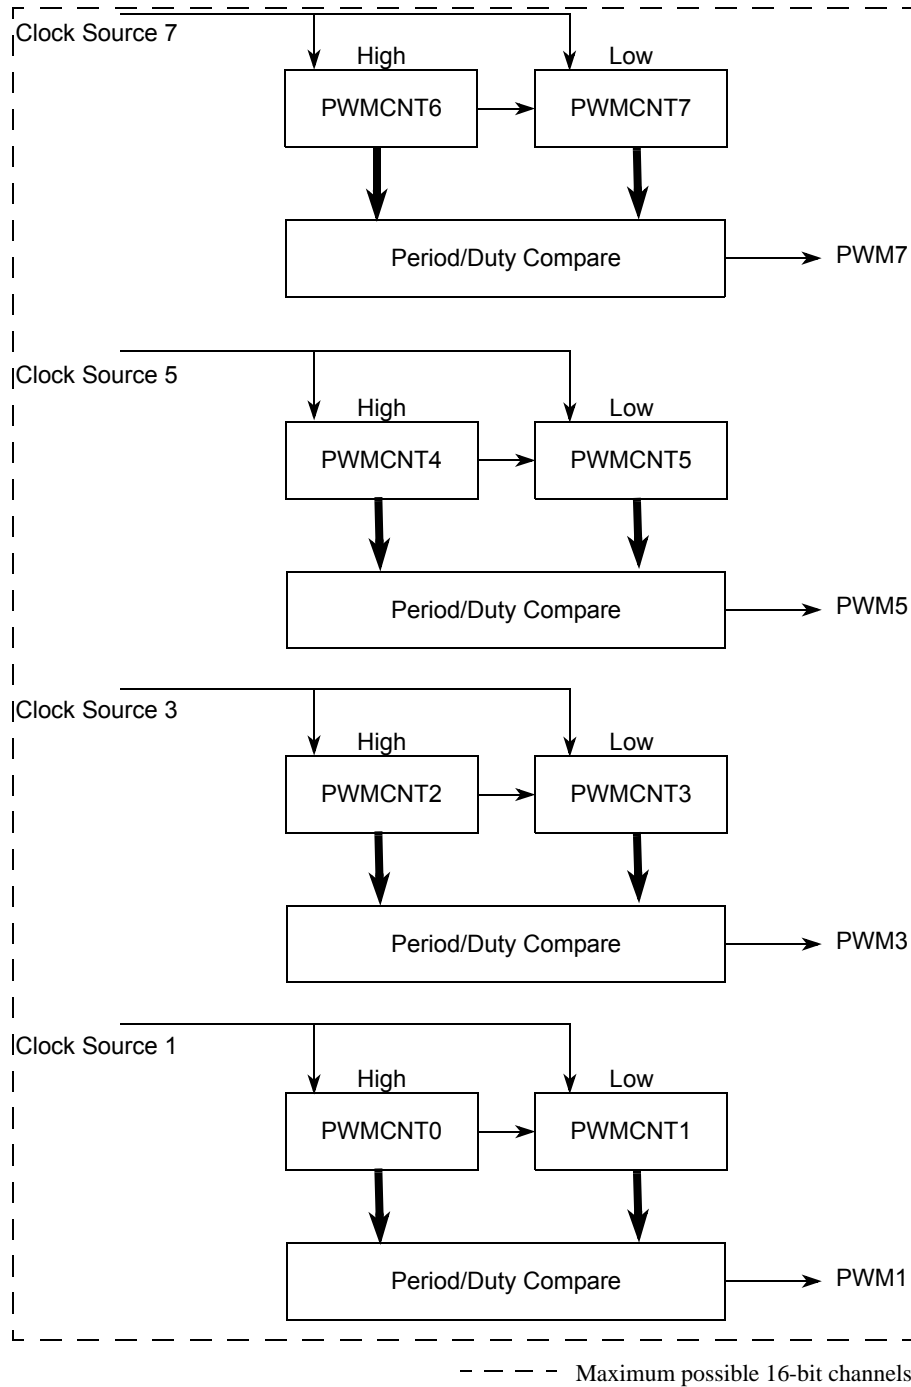 Clock Source 7
High
Low
PWMCNT6
PWMCNT7
Period/Duty Compare
PWM7
Clock Source 5
High
Low
PWMCNT4
PWMCNT5
Period/Duty Compare
PWM5
Clock Source 3
High
Low
PWMCNT2
PWMCNT3
Period/Duty Compare
PWM3
Clock Source 1
High
Low
PWMCNT0
PWMCNT1
Period/Duty Compare
PWM1
Maximum possible 16-bit channels